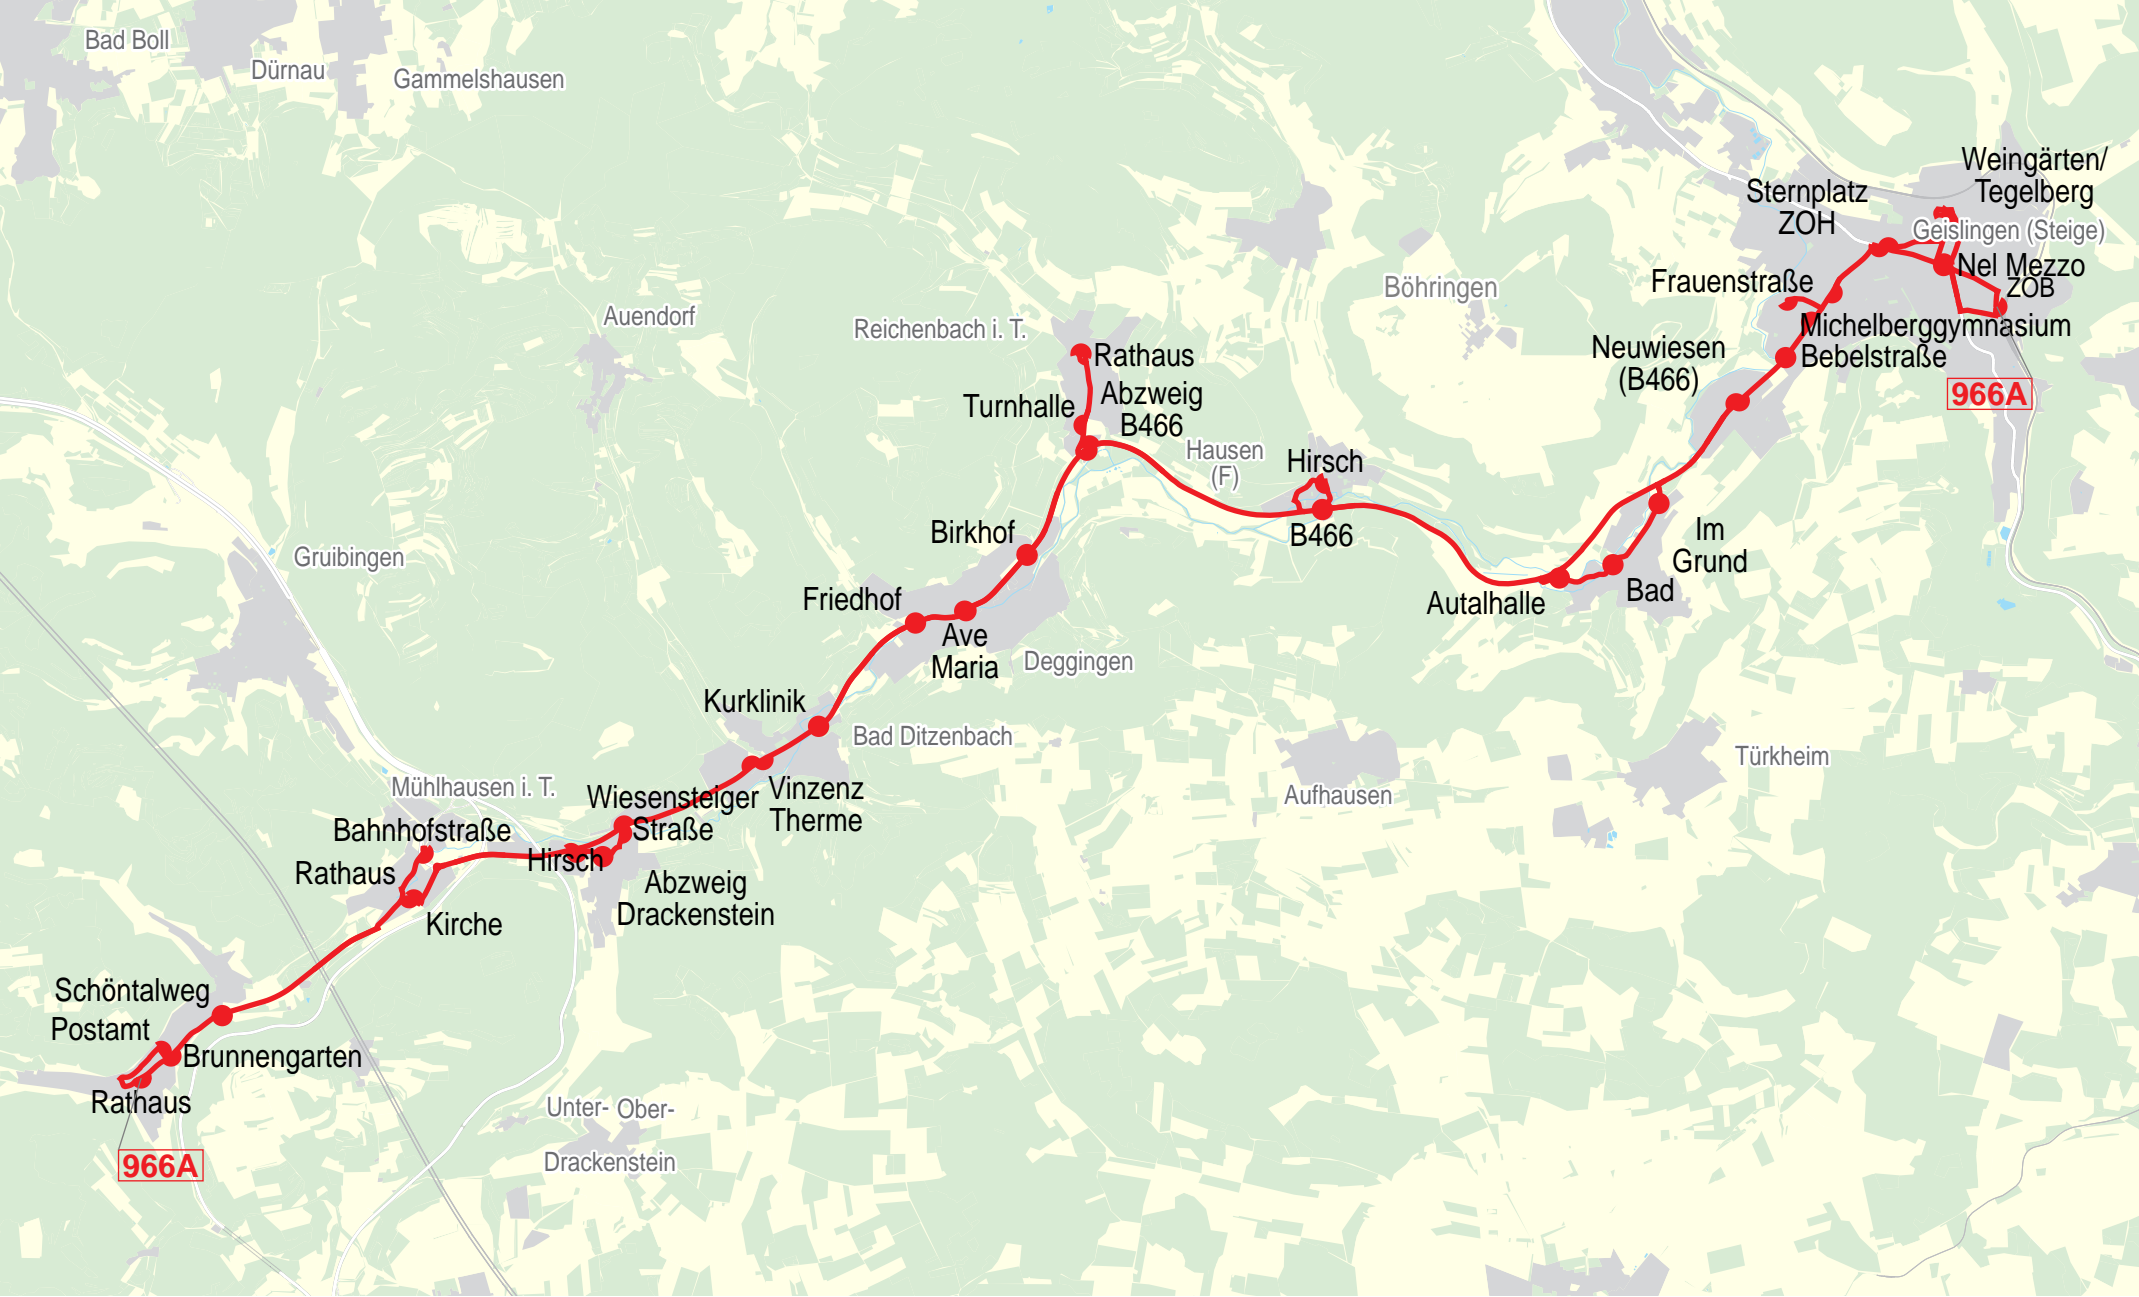 Bad Boll
Dürnau
Gammelshausen
Weingärten/
Tegelberg
Sternplatz
ZOH
Geislingen (Steige)
Nel Mezzo
ZOB
Frauenstraße
Michelberggymnasium
Bebelstraße
966A
Neuwiesen
(B466)
Böhringen
Auendorf
Reichenbach i. T.
Rathaus
Turnhalle
Abzweig
B466
Hausen
(F)
Hirsch
B466
Birkhof
Im
Grund
Bad
Autalhalle
Gruibingen
Friedhof
Ave
Maria
Deggingen
Kurklinik
Bad Ditzenbach
Türkheim
Aufhausen
Mühlhausen i. T.
Wiesensteiger
Straße
Vinzenz
Therme
Bahnhofstraße
Rathaus
Hirsch
Abzweig
Drackenstein
Kirche
Schöntalweg
Postamt
Brunnengarten
Rathaus
966A
Unter- Ober-
Drackenstein